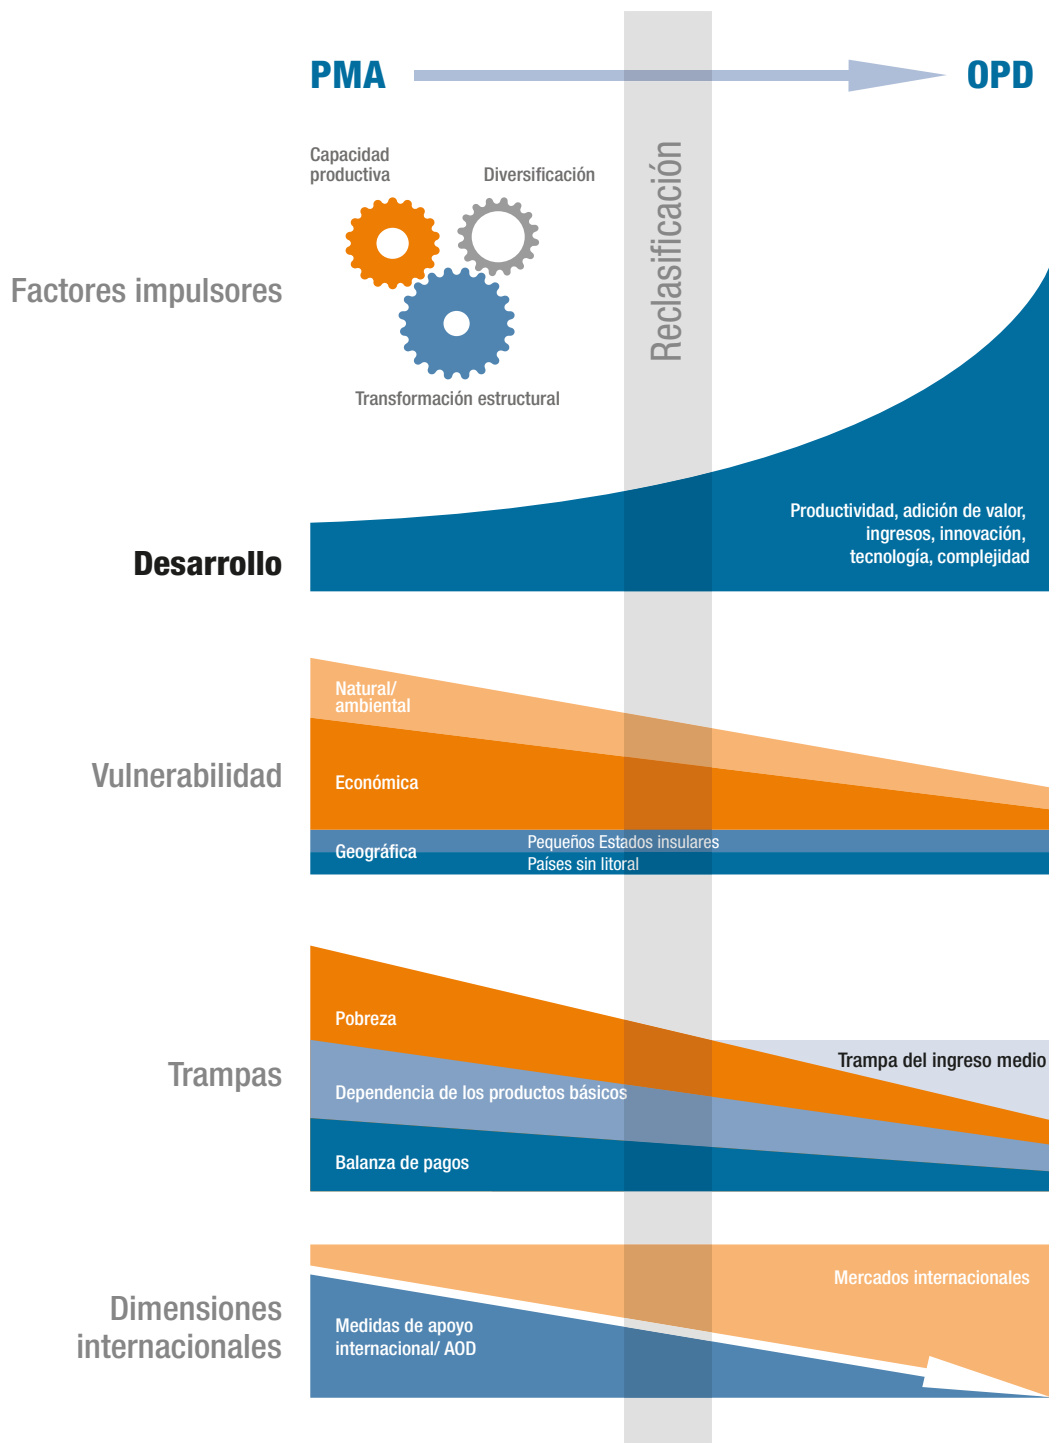 PMA
OPD
Reclasificación
Factores impulsores
Capacidad
productiva
Diversificación
Transformación estructural
Desarrollo
Productividad, adición de valor,
ingresos, innovación,
tecnología, complejidad
Vulnerabilidad
Natural/
ambiental
Económica
Geográfica
Pequeños Estados insulares
Países sin litoral
Trampas
Pobreza
Trampa del ingreso medio
Dependencia de los productos básicos
Balanza de pagos
Dimensiones
internacionales
Mercados internacionales
Medidas de apoyo
internacional/ AOD